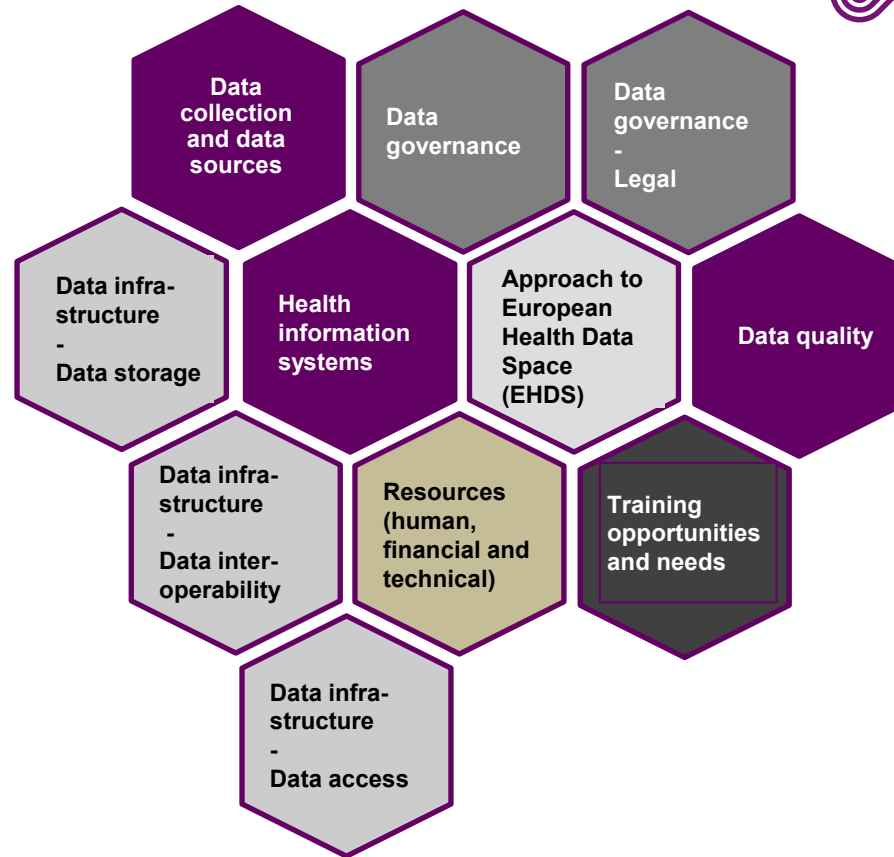 Data
collection
and data
sources
Data
governance
Data
governance
-
Legal
Data infra-
structure
-
Data storage
Health
information
systems
Approach to
European
Health Data
Space
(EHDS)
Data quality
Data infra-
structure
-
Data inter-
operability
Resources
(human,
financial and
technical)
Training
opportunities
and needs
Data infra-
structure
-
Data access